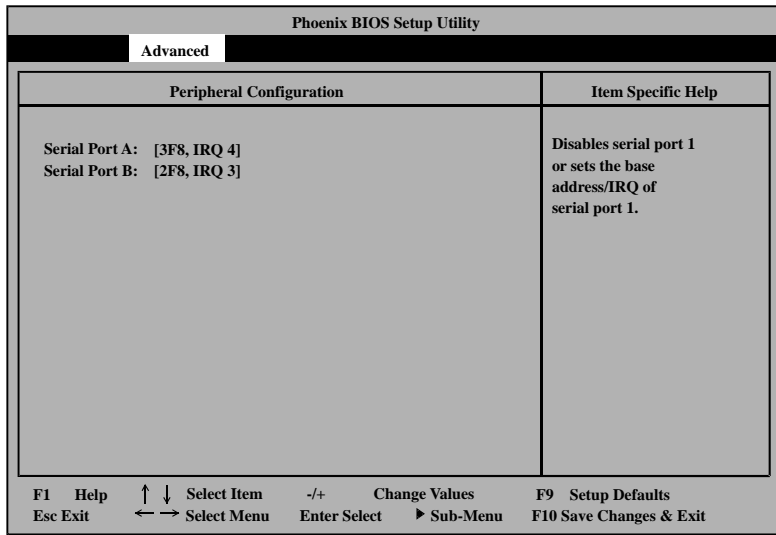 Phoenix BIOS Setup Utility
Advanced
Peripheral Configuration
Item Specific Help
Serial Port A: [3F8, IRQ 4]
Serial Port B: [2F8, IRQ 3]
Disables serial port 1
or sets the base
address/IRQ of
serial port 1.
F1 Help ↑ ↓ Select Item -/+ Change Values F9 Setup Defaults
Esc Exit ← → Select Menu Enter Select ▶ Sub-Menu F10 Save Changes & Exit